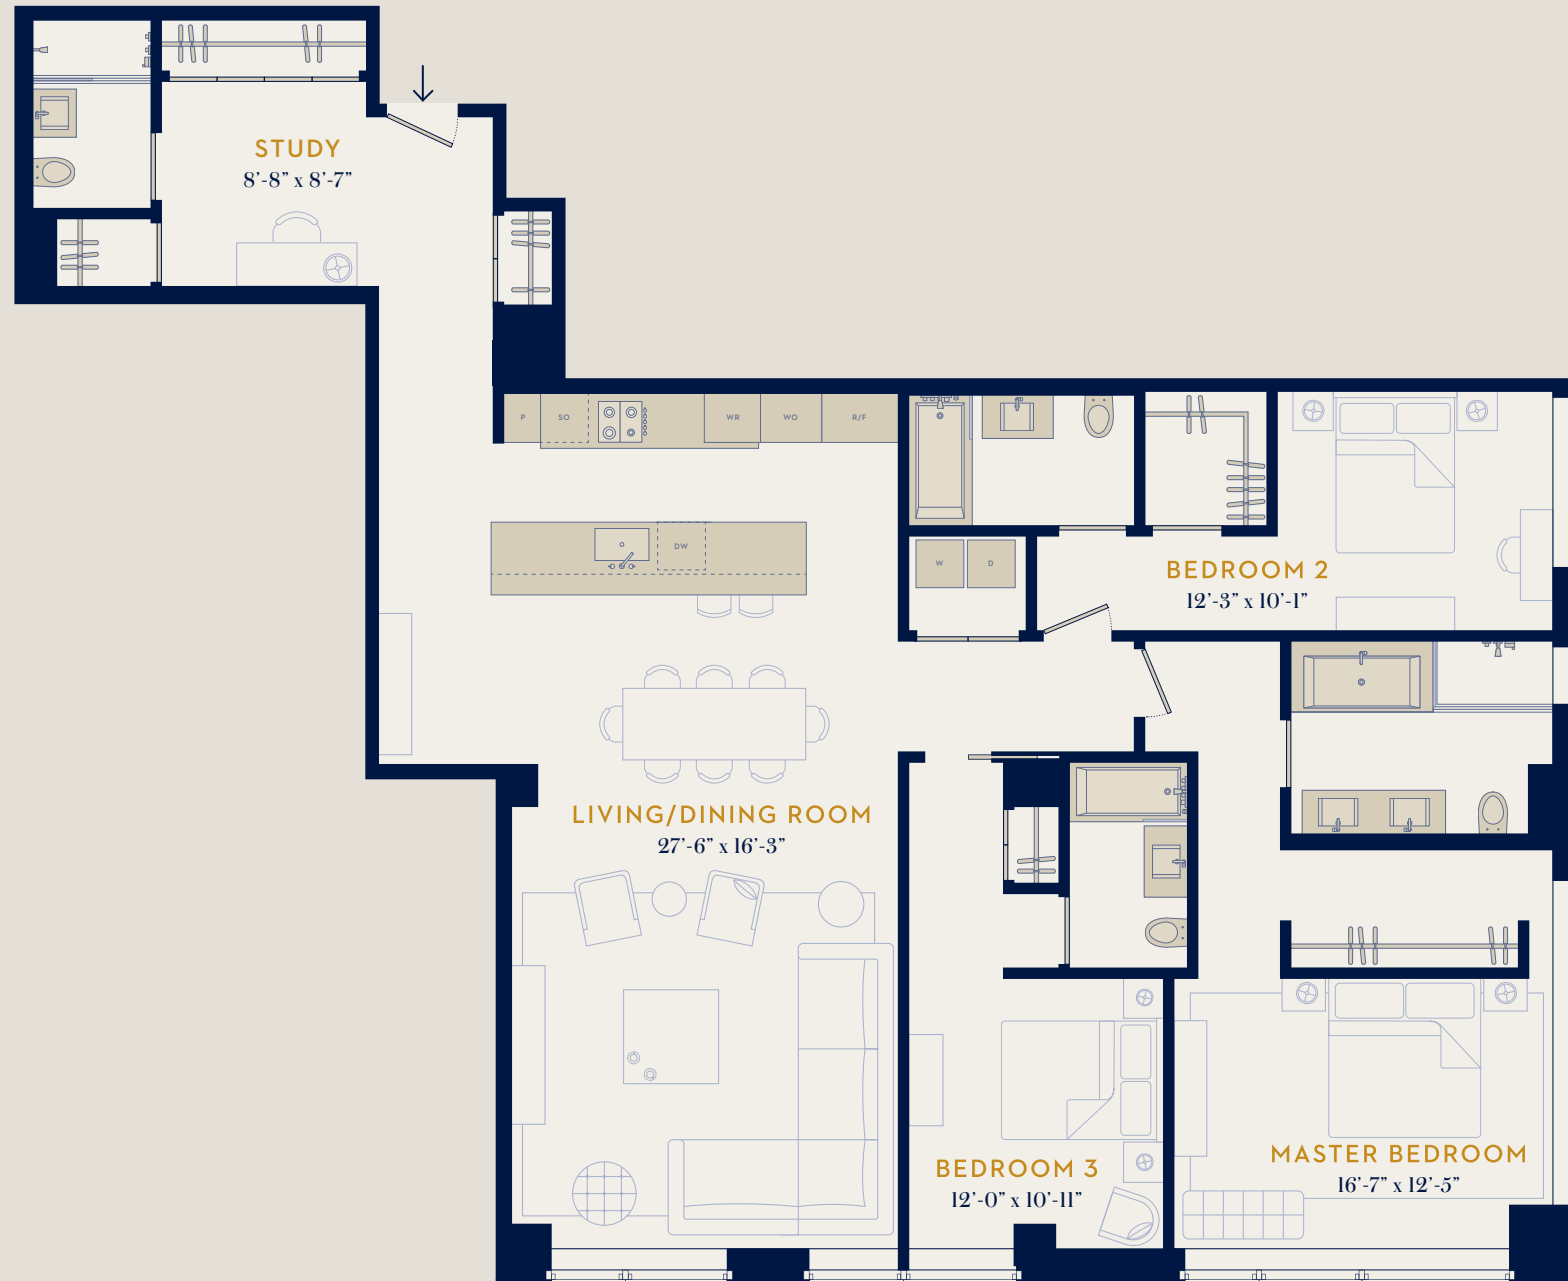 STUDY
8’-8” x 8’-7”
P SO WR WO R/F
DW
W D
BEDROOM 2
12’-3” x 10’-1”
LIVING/DINING ROOM
27’-6” x 16’-3”
BEDROOM 3
12’-0” x 10’-11”
MASTER BEDROOM
16’-7” x 12’-5”